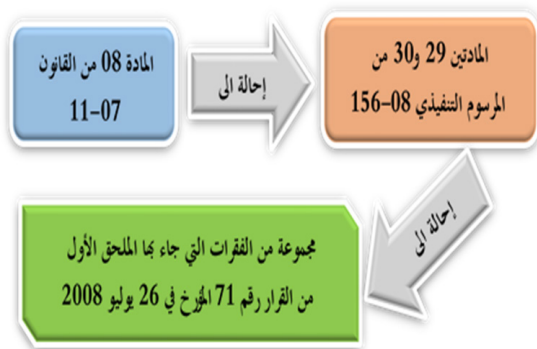 المادة 08 من القانون
11-07
إحالة الى
المادتين 29 و30 من
المرسوم التنفيذي 08-156
إحالة الى
مجموعة من الفقرات التي جاء بها الملحق الأول
من القرار رقم 71 المؤرخ في 26 يوليو 2008